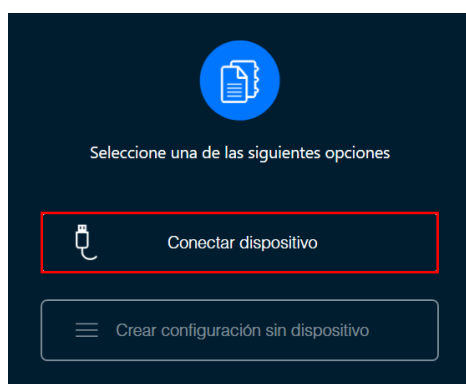 Seleccione una de las siguientes opciones
Conectar dispositivo
Crear configuración sin dispositivo